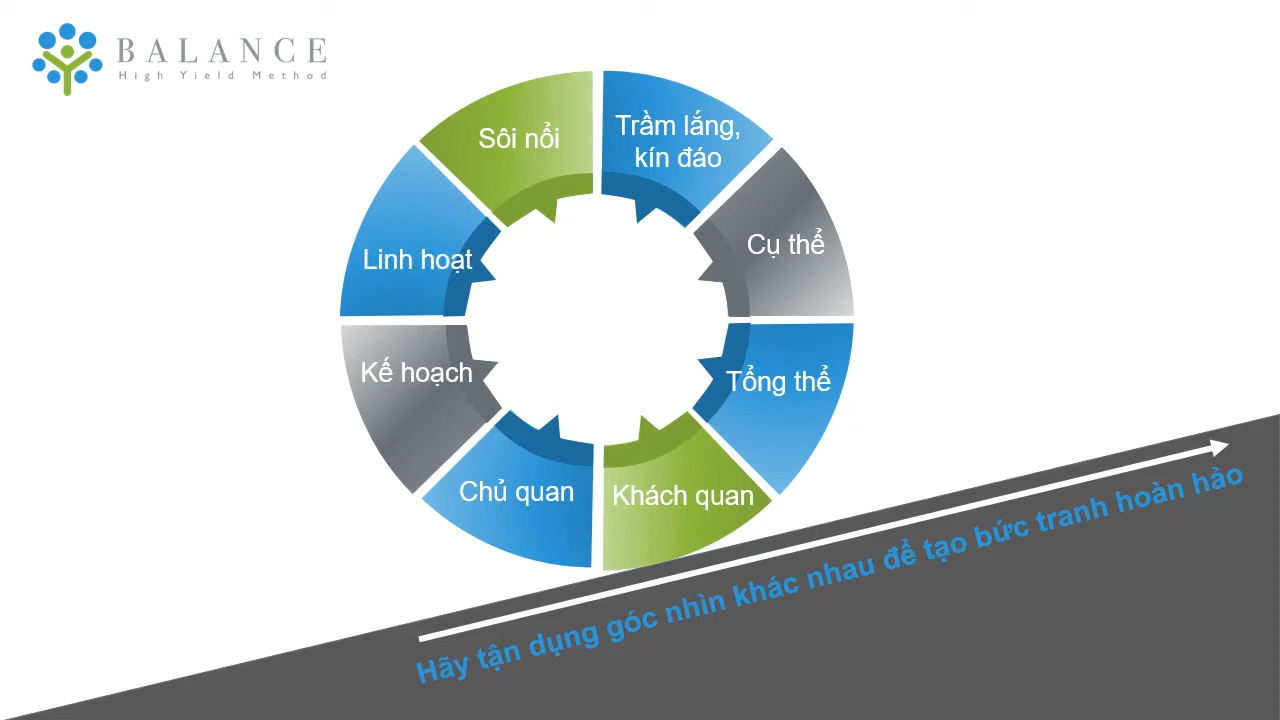 BALANCE
High Yield Method
Sôi nổi
Trầm lắng,
kín đáo
Linh hoạt
Cụ thể
Kế hoạch
Tổng thể
Chủ quan
Khách quan
Hãy tận dụng góc nhìn khác nhau để tạo bức tranh hoàn hảo